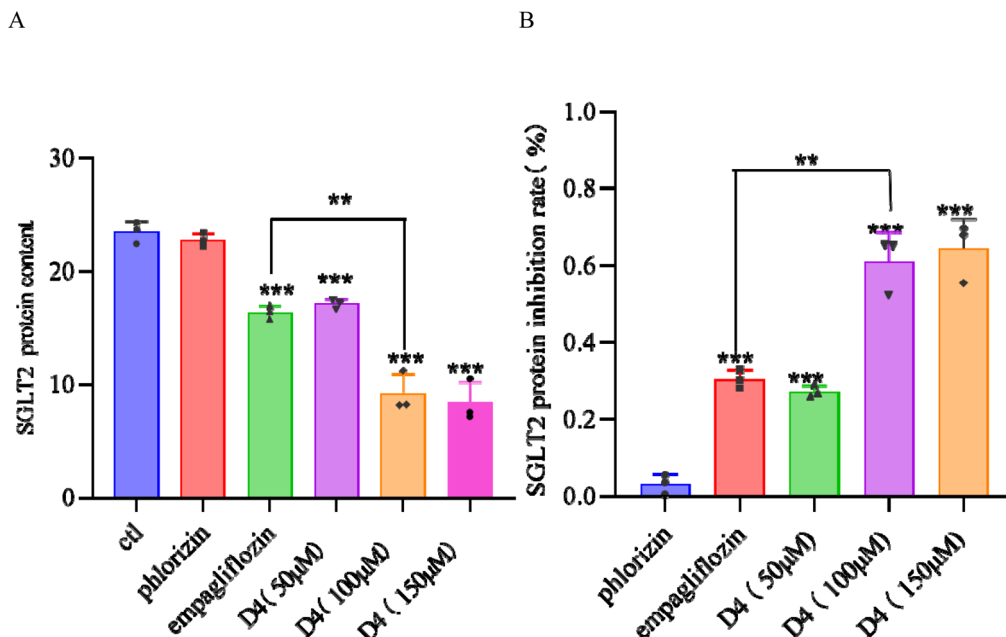 A
B
SGLT2 protein content
30
20
10
0
**
***
***
***
***
ctl
phlorizin
empagliflozin
D4( 50μM)
D4( 100μM)
D4 ( 150μM)
SGLT2 protein inhibition rate( %)
1.0
0.8
0.6
0.4
0.2
0.0
**
***
***
***
***
phlorizin
empagliflozin
D4 ( 50μM)
D4 ( 100μM)
D4 ( 150μM)